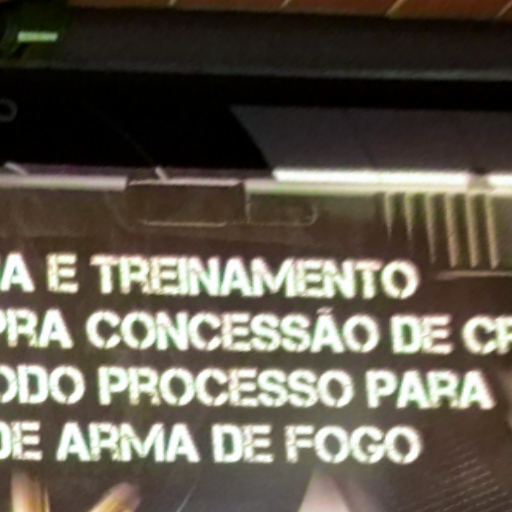 A E TREINAMENTO
PRA CONCESSÃO DE CR
ODO PROCESSO PARA
DE ARMA DE FOGO